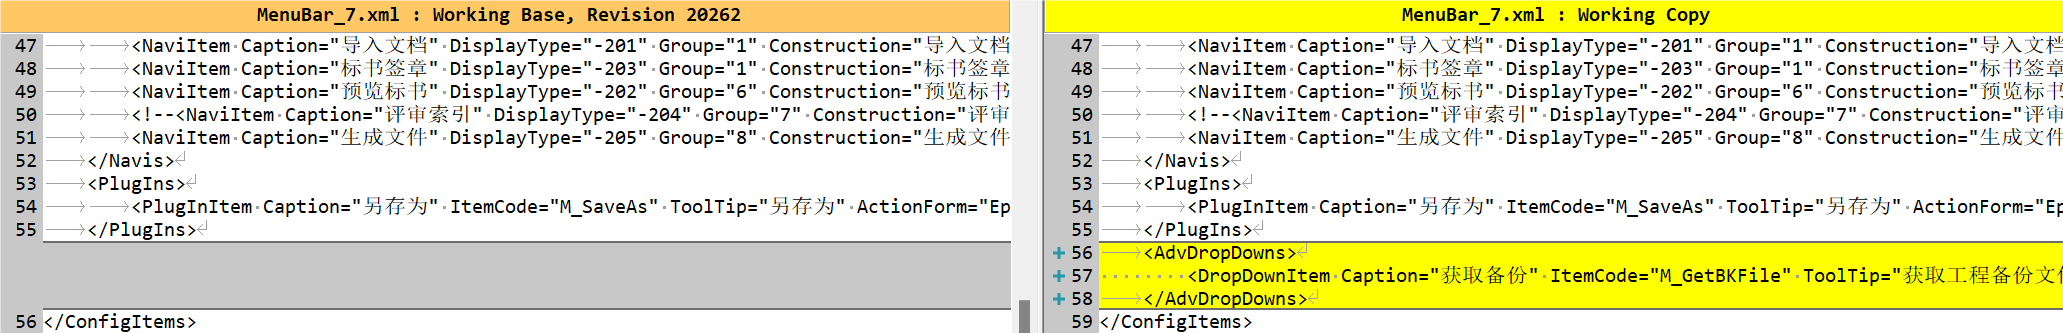 MenuBar_7.xml : Working Base, Revision 20262
47 <NaviItem Caption="导入文档" DisplayType="-201" Group="1" Construction="导入文档
48 <NaviItem Caption="标书签章" DisplayType="-203" Group="1" Construction="标书签章
49 <NaviItem Caption="预览标书" DisplayType="-202" Group="6" Construction="预览标书
50 <!--<NaviItem Caption="评审索引" DisplayType="-204" Group="7" Construction="评审
51 <NaviItem Caption="生成文件" DisplayType="-205" Group="8" Construction="生成文件
52 </Navis>
53 <PlugIns>
54 <PlugInItem Caption="另存为" ItemCode="M_SaveAs" ToolTip="另存为" ActionForm="Ep
55 </PlugIns>
56 </ConfigItems>
MenuBar_7.xml : Working Copy
47 <NaviItem Caption="导入文档" DisplayType="-201" Group="1" Construction="导入文档
48 <NaviItem Caption="标书签章" DisplayType="-203" Group="1" Construction="标书签章
49 <NaviItem Caption="预览标书" DisplayType="-202" Group="6" Construction="预览标书
50 <!--<NaviItem Caption="评审索引" DisplayType="-204" Group="7" Construction="评审
51 <NaviItem Caption="生成文件" DisplayType="-205" Group="8" Construction="生成文件
52 </Navis>
53 <PlugIns>
54 <PlugInItem Caption="另存为" ItemCode="M_SaveAs" ToolTip="另存为" ActionForm="Ep
55 </PlugIns>
56 <AdvDropDowns>
57 <DropDownItem Caption="获取备份" ItemCode="M_GetBKFile" ToolTip="获取工程备份文件
58 </AdvDropDowns>
59 </ConfigItems>